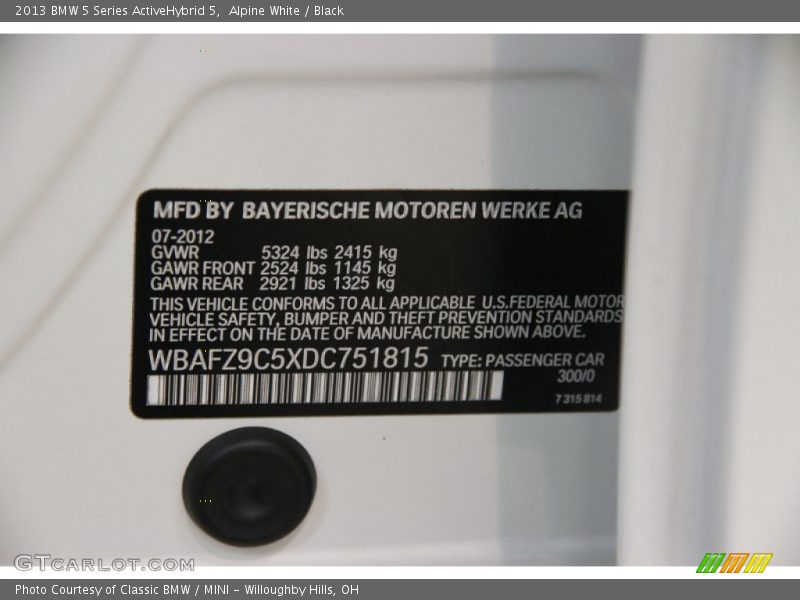 2013 BMW 5 Series ActiveHybrid 5,  Alpine White / Black
MFD BY BAYERISCHE MOTOREN WERKE AG
07-2012
GVWR 5324 lbs 2415 kg
GAWR FRONT 2524 lbs 1145 kg
GAWR REAR 2921 lbs 1325 kg
THIS VEHICLE CONFORMS TO ALL APPLICABLE U.S.FEDERAL MOTOR
VEHICLE SAFETY, BUMPER AND THEFT PREVENTION STANDARDS
IN EFFECT ON THE DATE OF MANUFACTURE SHOWN ABOVE.
WBAFZ9C5XDC751815 TYPE: PASSENGER CAR
300/0
7 315 814
GTcarlot.com
Photo Courtesy of Classic BMW / MINI - Willoughby Hills, OH